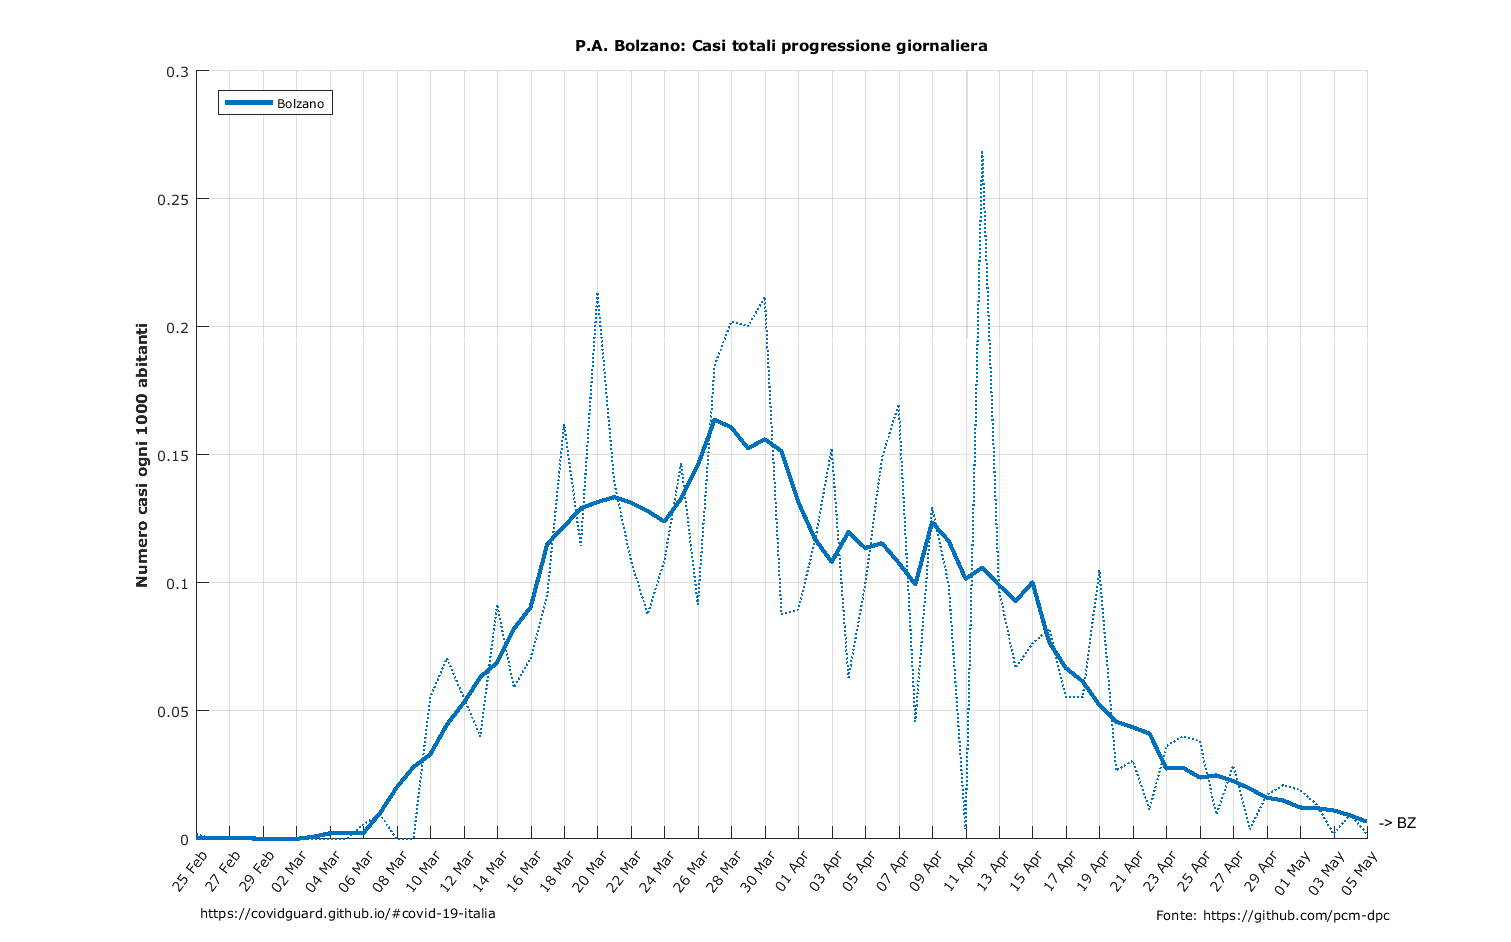 P.A. Bolzano: Casi totali progressione giornaliera
Bolzano
Numero casi ogni 1000 abitanti
0.3
0.25
0.2
0.15
0.1
0.05
0
25 Feb
27 Feb
29 Feb
02 Mar
04 Mar
06 Mar
08 Mar
10 Mar
12 Mar
14 Mar
16 Mar
18 Mar
20 Mar
22 Mar
24 Mar
26 Mar
28 Mar
30 Mar
01 Apr
03 Apr
05 Apr
07 Apr
09 Apr
11 Apr
13 Apr
15 Apr
17 Apr
19 Apr
21 Apr
23 Apr
25 Apr
27 Apr
29 Apr
01 May
03 May
05 May
-> BZ
https://covidguard.github.io/#covid-19-italia
Fonte: https://github.com/pcm-dpc